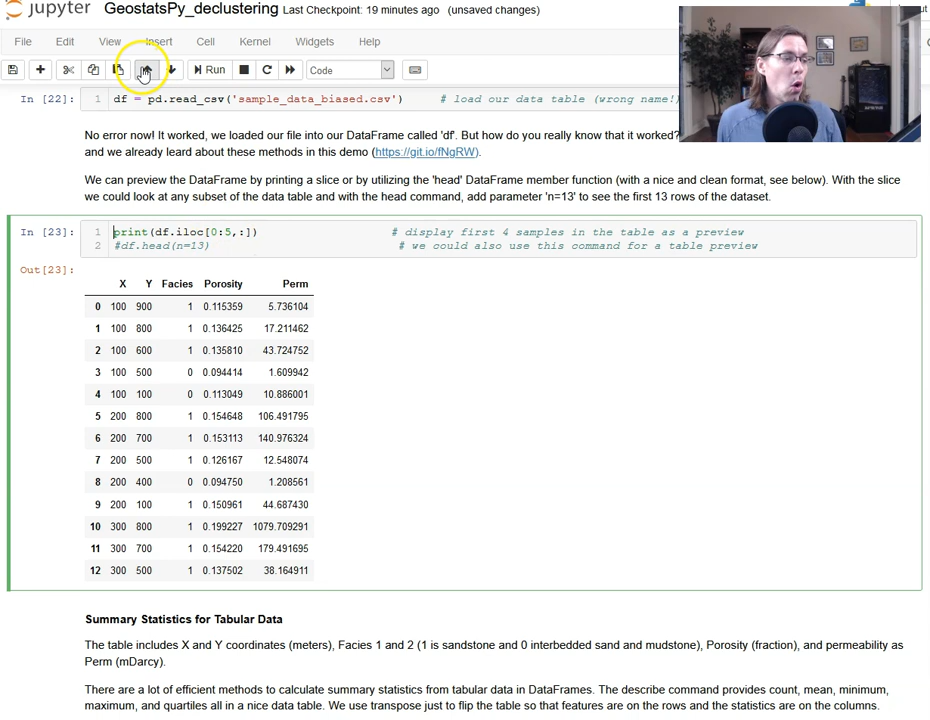 jupyter GeostatsPy_declustering Last Checkpoint: 19 minutes ago (unsaved changes)
File Edit View Insert Cell Kernel Widgets Help
Run Code
In [22]: 1 df = pd.read_csv('sample_data_biased.csv') # load our data table (wrong name!)
No error now! It worked, we loaded our file into our DataFrame called 'df'. But how do you really know that it worked?
and we already leard about these methods in this demo (https://git.io/fNgRW).
We can preview the DataFrame by printing a slice or by utilizing the 'head' DataFrame member function (with a nice and clean format, see below). With the slice
we could look at any subset of the data table and with the head command, add parameter 'n=13' to see the first 13 rows of the dataset.
In [23]: 1 print(df.iloc[0:5,:]) # display first 4 samples in the table as a preview
2 #df.head(n=13) # we could also use this command for a table preview
Out[23]:
X Y Facies Porosity Perm
0 100 900 1 0.115359 5.736104
1 100 800 1 0.136425 17.211462
2 100 600 1 0.135810 43.724752
3 100 500 0 0.094414 1.609942
4 100 100 0 0.113049 10.886001
5 200 800 1 0.154648 106.491795
6 200 700 1 0.153113 140.976324
7 200 500 1 0.126167 12.548074
8 200 400 0 0.094750 1.208561
9 200 100 1 0.150961 44.687430
10 300 800 1 0.199227 1079.709291
11 300 700 1 0.154220 179.491695
12 300 500 1 0.137502 38.164911
Summary Statistics for Tabular Data
The table includes X and Y coordinates (meters), Facies 1 and 2 (1 is sandstone and 0 interbedded sand and mudstone), Porosity (fraction), and permeability as
Perm (mDarcy).
There are a lot of efficient methods to calculate summary statistics from tabular data in DataFrames. The describe command provides count, mean, minimum,
maximum, and quartiles all in a nice data table. We use transpose just to flip the table so that features are on the rows and the statistics are on the columns.